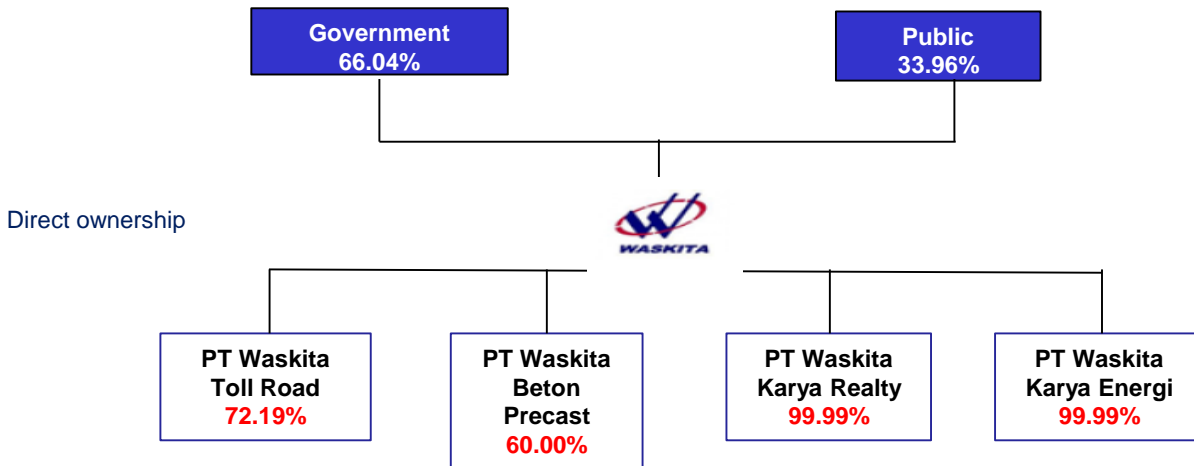 Government
66.04%
Public
33.96%
Direct ownership
WASKITA
PT Waskita
Toll Road
72.19%
PT Waskita
Beton
Precast
60.00%
PT Waskita
Karya Realty
99.99%
PT Waskita
Karya Energi
99.99%